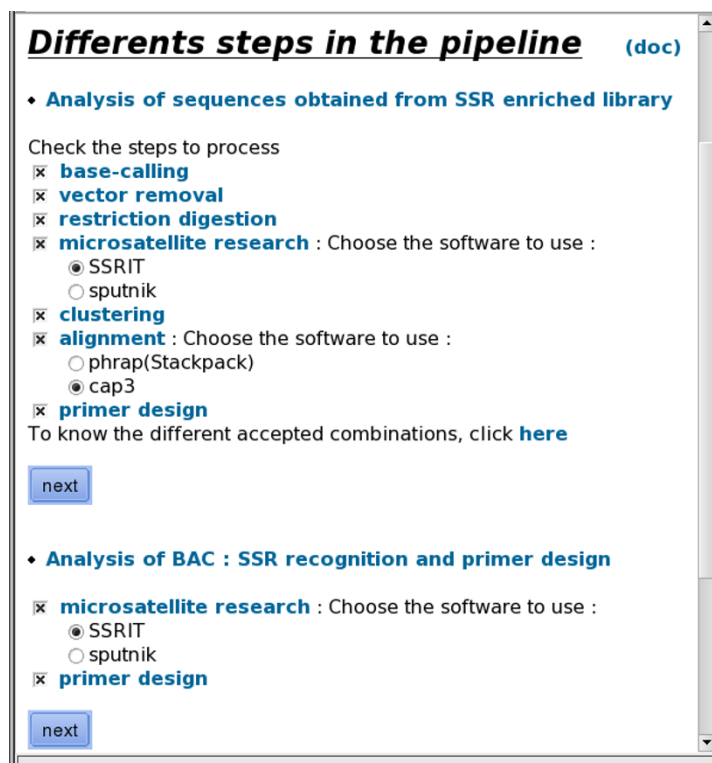 Differents steps in the pipeline (doc)
Analysis of sequences obtained from SSR enriched library
Check the steps to process
base-calling
vector removal
restriction digestion
microsatellite research : Choose the software to use :
SSRIT
sputnik
clustering
alignment : Choose the software to use :
phrap(Stackpack)
cap3
primer design
To know the different accepted combinations, click here
next
Analysis of BAC : SSR recognition and primer design
microsatellite research : Choose the software to use :
SSRIT
sputnik
primer design
next